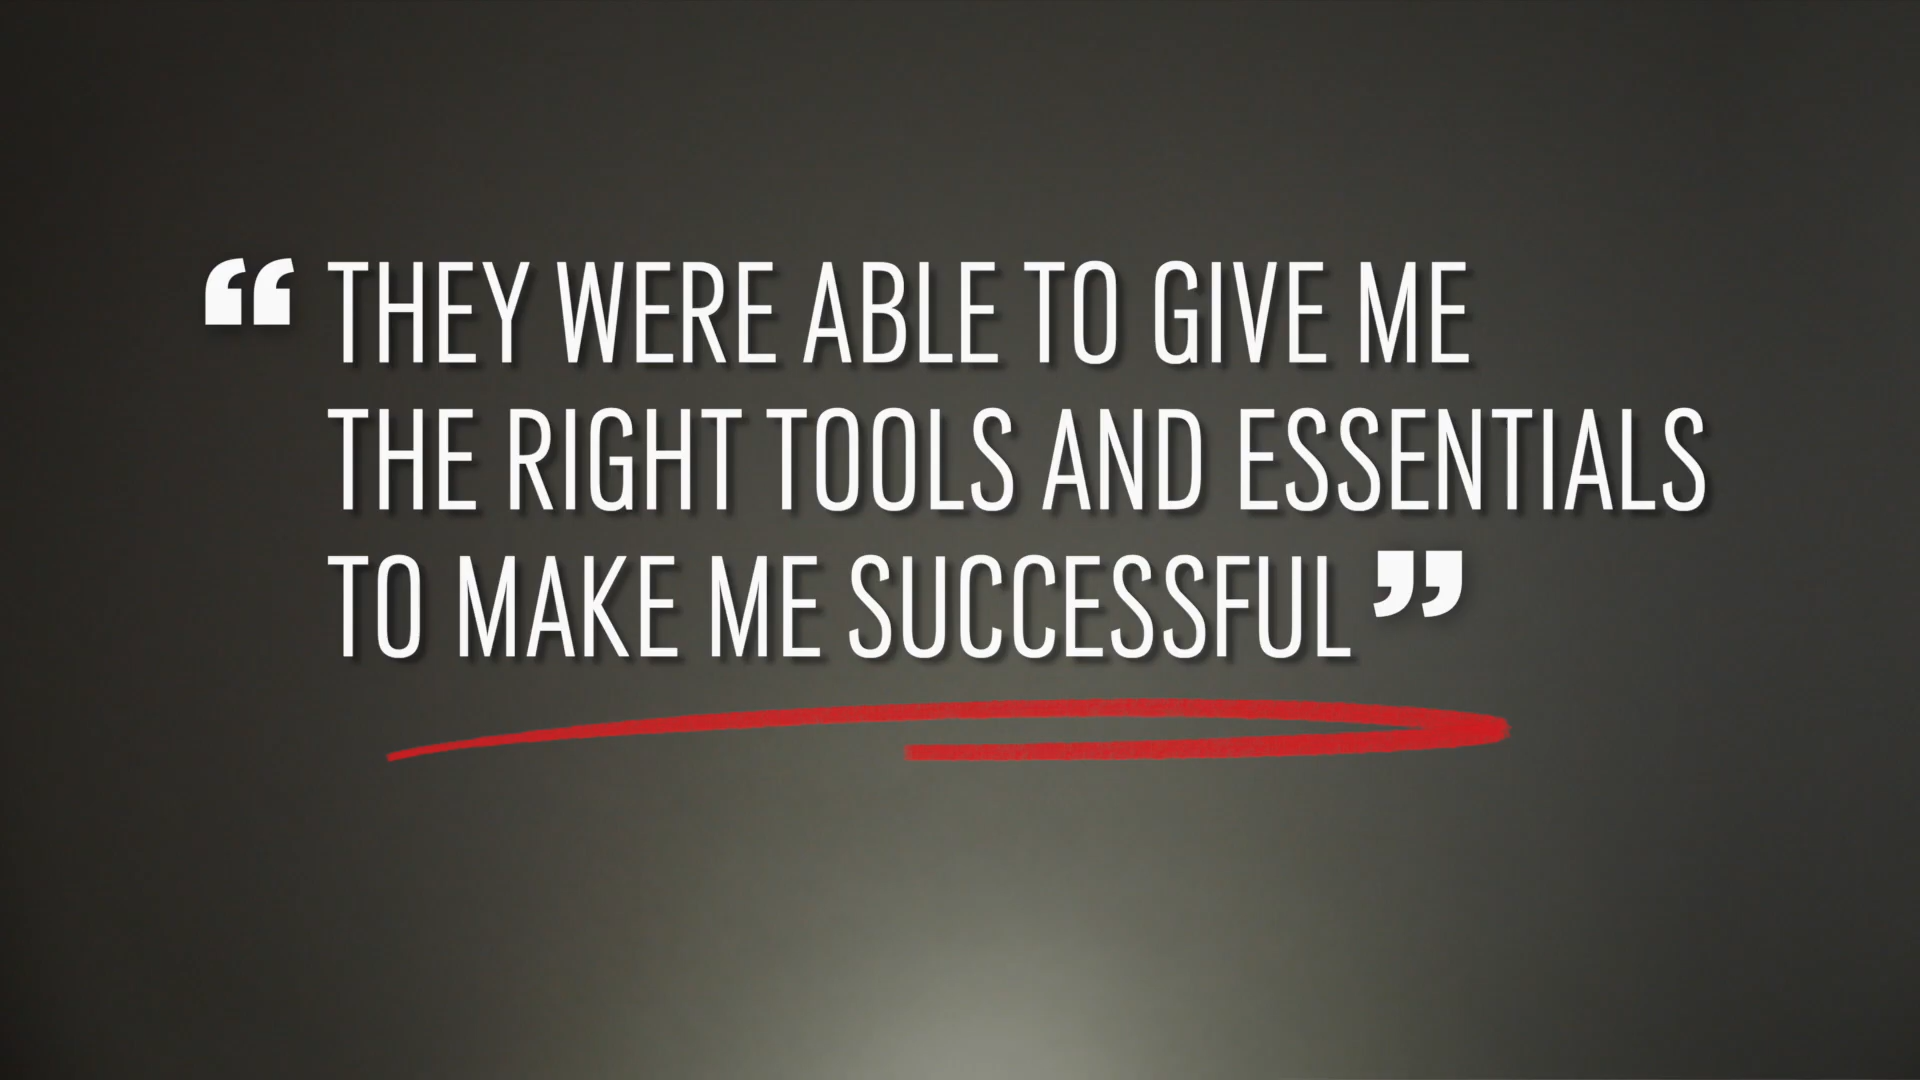 “THEY WERE ABLE TO GIVE ME
THE RIGHT TOOLS AND ESSENTIALS
TO MAKE ME SUCCESSFUL”